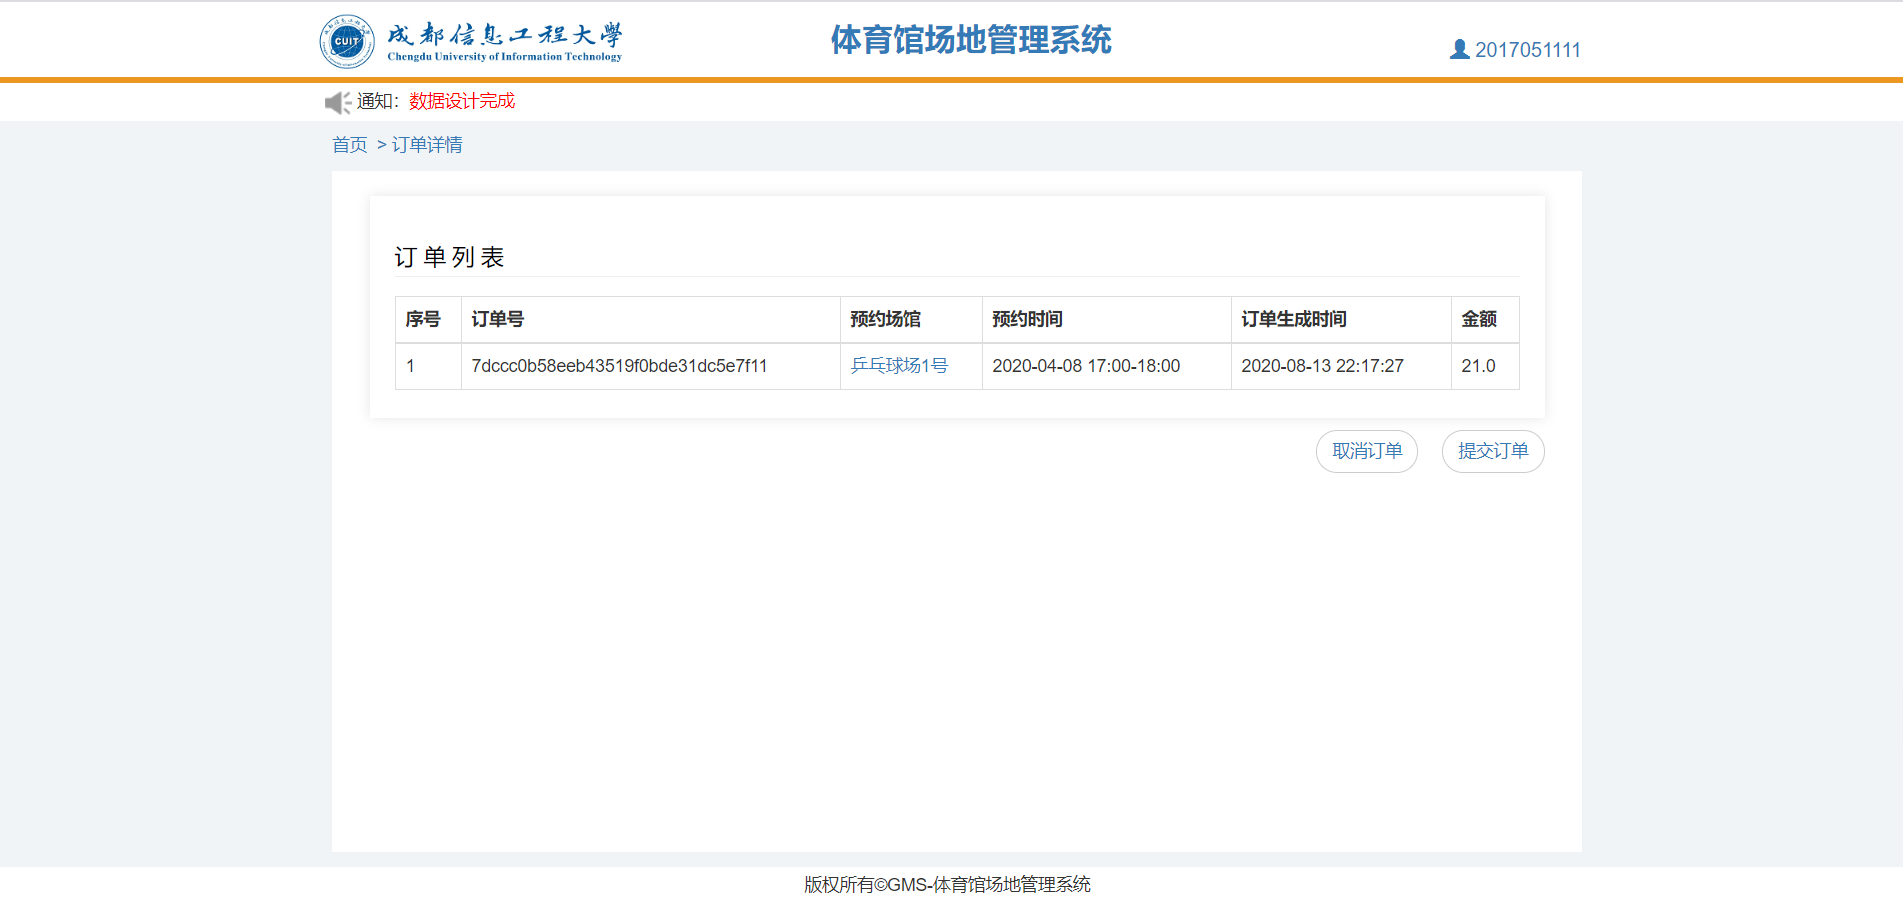 CUIT
成都信息工程大學
Chengdu University of Information Technology
体育馆场地管理系统
2017051111
通知：数据设计完成
首页 > 订单详情
订单列表
序号 订单号 预约场馆 预约时间 订单生成时间 金额
1 7dccc0b58eeb43519f0bde31dc5e7f11 乒乓球场1号 2020-04-08 17:00-18:00 2020-08-13 22:17:27 21.0
取消订单 提交订单
版权所有©GMS-体育馆场地管理系统